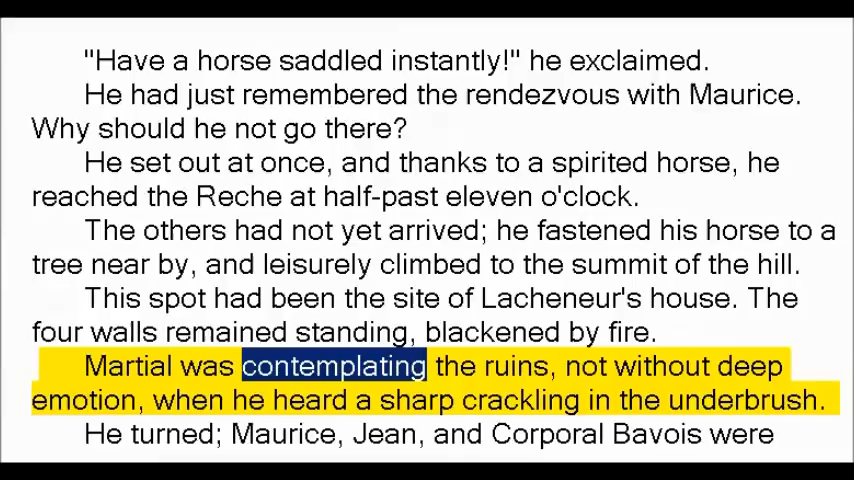 "Have a horse saddled instantly!" he exclaimed.
He had just remembered the rendezvous with Maurice.
Why should he not go there?
He set out at once, and thanks to a spirited horse, he
reached the Reche at half-past eleven o'clock.
The others had not yet arrived; he fastened his horse to a
tree near by, and leisurely climbed to the summit of the hill.
This spot had been the site of Lacheneur's house. The
four walls remained standing, blackened by fire.
Martial was contemplating the ruins, not without deep
emotion, when he heard a sharp crackling in the underbrush.
He turned; Maurice, Jean, and Corporal Bavois were